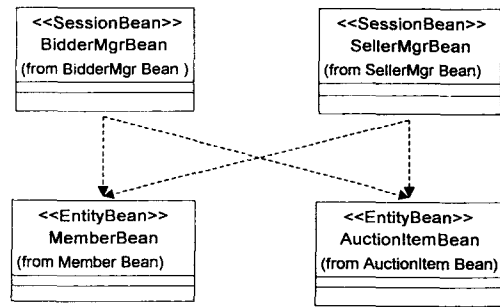 <<SessionBean>>
BidderMgrBean
(from BidderMgr Bean )
<<SessionBean>>
SellerMgrBean
(from SellerMgr Bean)
<<EntityBean>>
MemberBean
(from Member Bean)
<<EntityBean>>
AuctionItemBean
(from AuctionItem Bean)